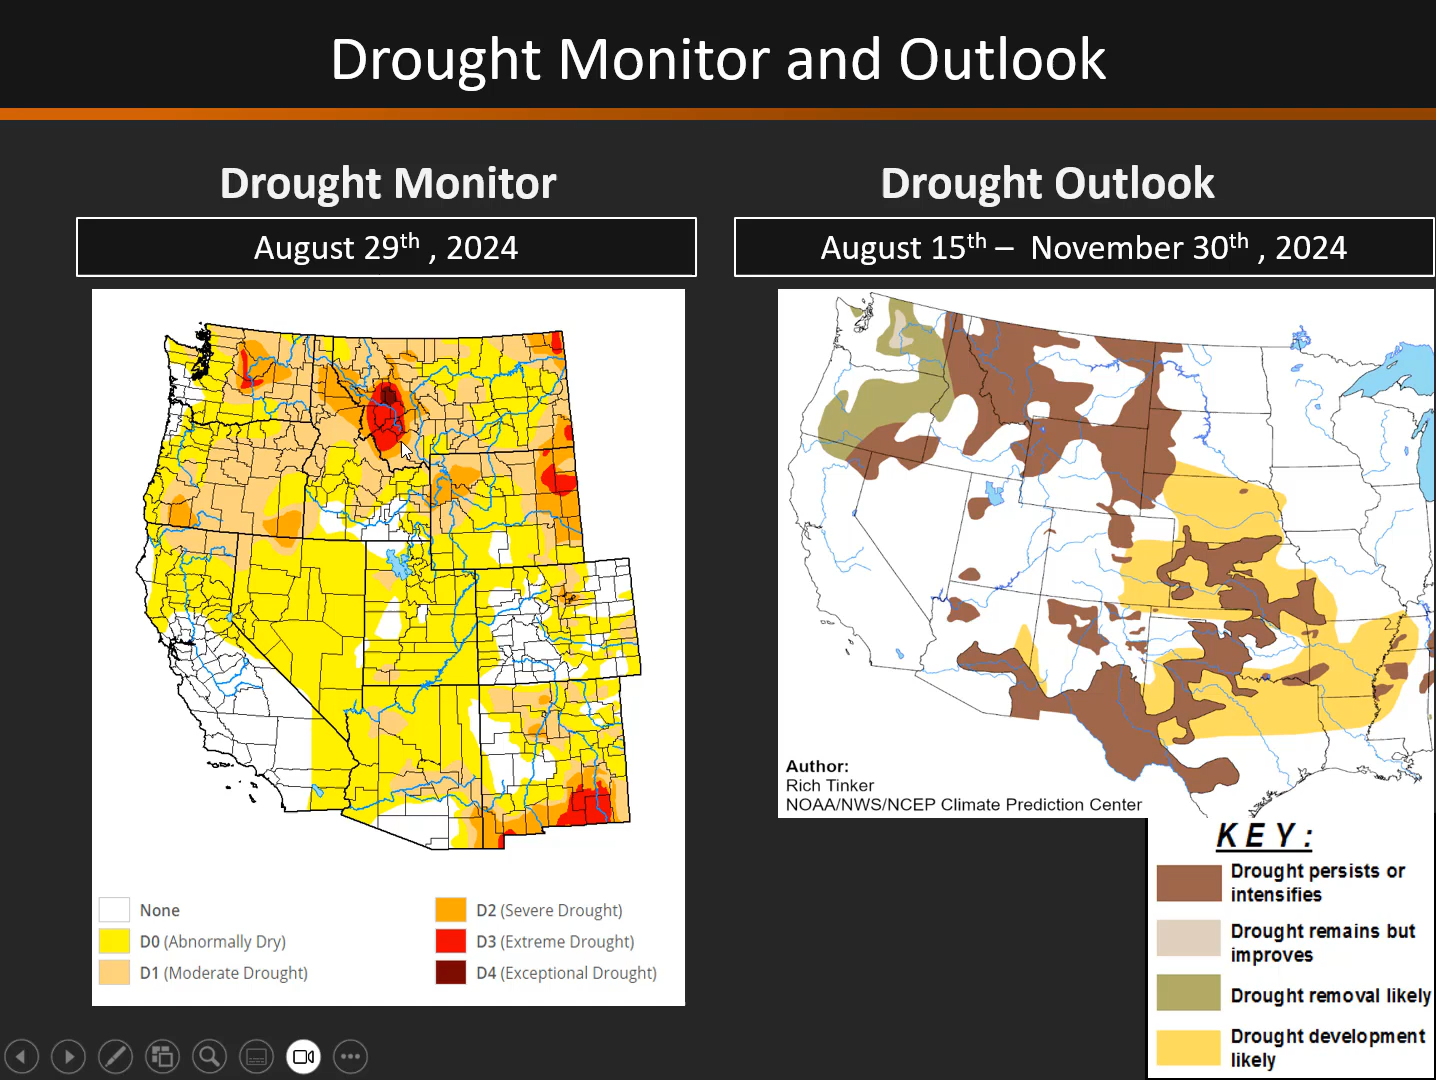 Drought Monitor and Outlook
Drought Monitor
August 29th , 2024
None
D0 (Abnormally Dry)
D1 (Moderate Drought)
D2 (Severe Drought)
D3 (Extreme Drought)
D4 (Exceptional Drought)
Drought Outlook
August 15th – November 30th , 2024
Author:
Rich Tinker
NOAA/NWS/NCEP Climate Prediction Center
KEY:
Drought persists or
intensifies
Drought remains but
improves
Drought removal likely
Drought development
likely